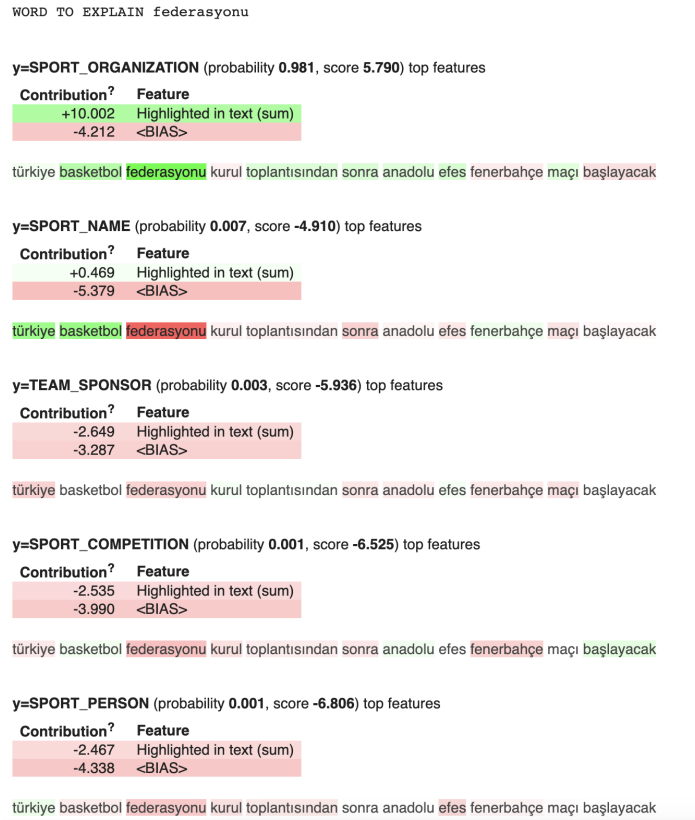 WORD TO EXPLAIN federasyonu
y=SPORT_ORGANIZATION (probability 0.981, score 5.790) top features
Contribution? Feature
+10.002 Highlighted in text (sum)
-4.212 <BIAS>
türkiye basketbol federasyonu kurul toplantısından sonra anadolu efes fenerbahçe maçı başlayacak
y=SPORT_NAME (probability 0.007, score -4.910) top features
Contribution? Feature
+0.469 Highlighted in text (sum)
-5.379 <BIAS>
türkiye basketbol federasyonu kurul toplantısından sonra anadolu efes fenerbahçe maçı başlayacak
y=TEAM_SPONSOR (probability 0.003, score -5.936) top features
Contribution? Feature
-2.649 Highlighted in text (sum)
-3.287 <BIAS>
türkiye basketbol federasyonu kurul toplantısından sonra anadolu efes fenerbahçe maçı başlayacak
y=SPORT_COMPETITION (probability 0.001, score -6.525) top features
Contribution? Feature
-2.535 Highlighted in text (sum)
-3.990 <BIAS>
türkiye basketbol federasyonu kurul toplantısından sonra anadolu efes fenerbahçe maçı başlayacak
y=SPORT_PERSON (probability 0.001, score -6.806) top features
Contribution? Feature
-2.467 Highlighted in text (sum)
-4.338 <BIAS>
türkiye basketbol federasyonu kurul toplantısından sonra anadolu efes fenerbahçe maçı başlayacak